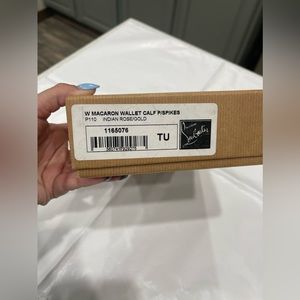 W MACARON WALLET CALF P/SPIKES
P110 INDIAN ROSE/GOLD
1165076
TU